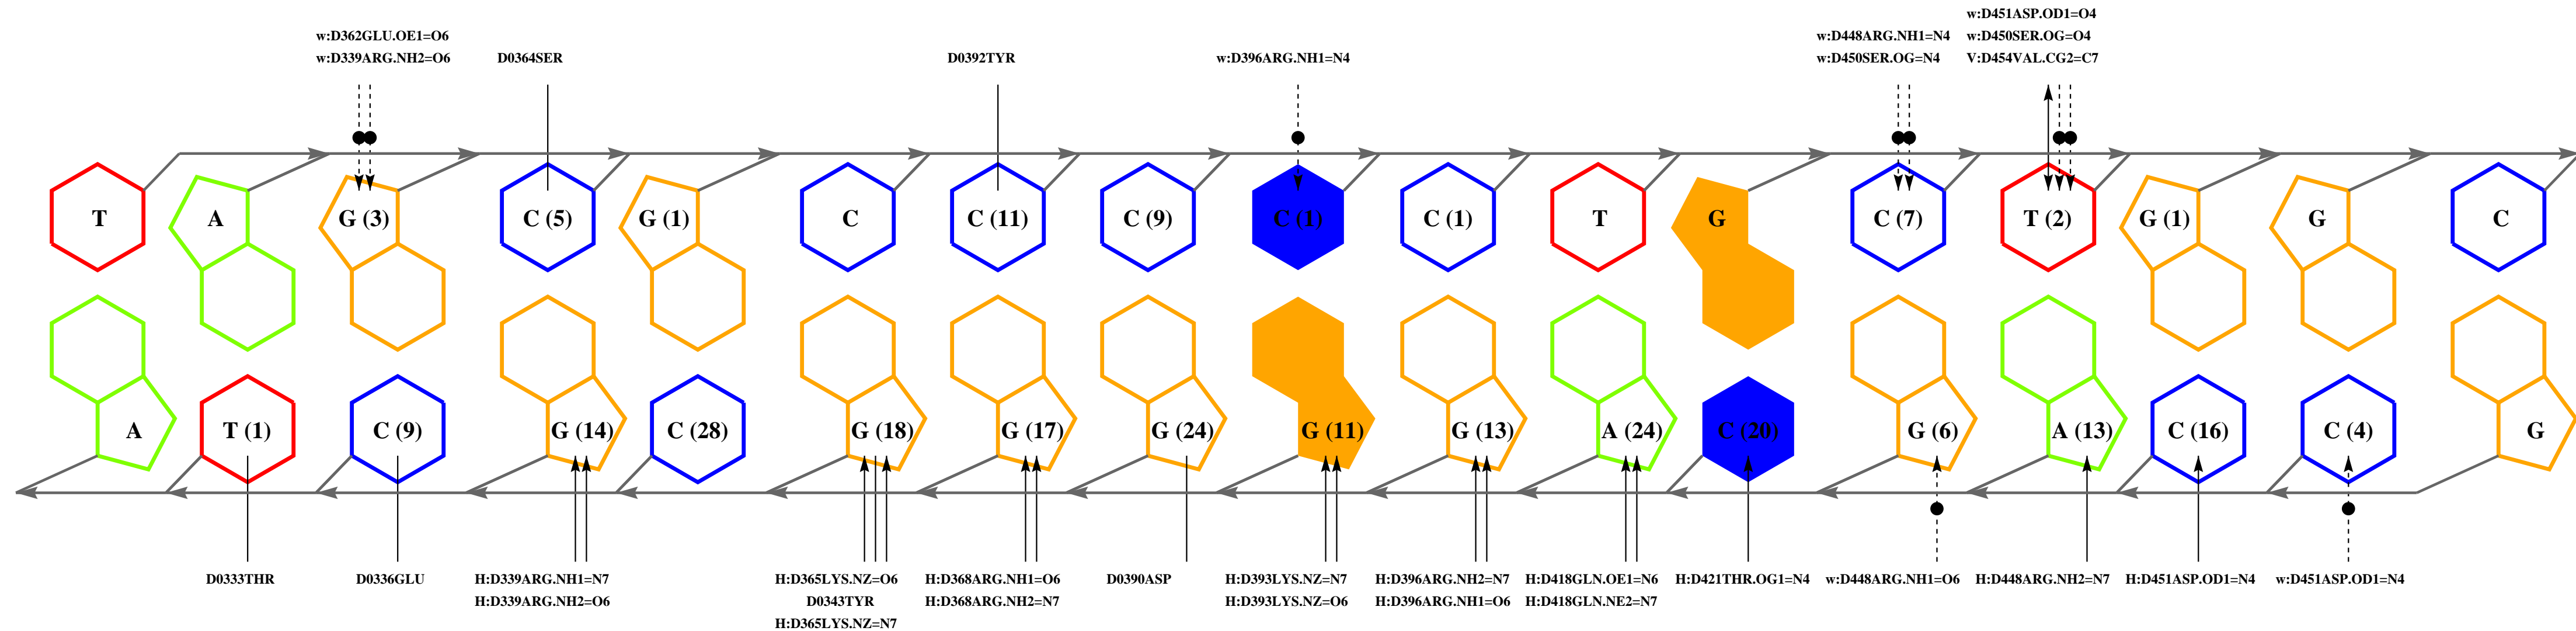 w:D451ASP.OD1=O4
w:D362GLU.OE1=O6 w:D448ARG.NH1=N4 w:D450SER.OG=O4
w:D339ARG.NH2=O6 D0364SER D0392TYR w:D396ARG.NH1=N4 w:D450SER.OG=N4 V:D454VAL.CG2=C7
T A G (3) C (5) G (1) C C (11) C (9) C (1) C (1) T G C (7) T (2) G (1) G C
A T (1) C (9) G (14) C (28) G (18) G (17) G (24) G (11) G (13) A (24) C (20) G (6) A (13) C (16) C (4) G
D0333THR D0336GLU H:D339ARG.NH1=N7 H:D365LYS.NZ=O6 H:D368ARG.NH1=O6 D0390ASP H:D393LYS.NZ=N7 H:D396ARG.NH2=N7 H:D418GLN.OE1=N6 H:D421THR.OG1=N4 w:D448ARG.NH1=O6 H:D448ARG.NH2=N7 H:D451ASP.OD1=N4 w:D451ASP.OD1=N4
H:D339ARG.NH2=O6 D0343TYR H:D368ARG.NH2=N7 H:D393LYS.NZ=O6 H:D396ARG.NH1=O6 H:D418GLN.NE2=N7
H:D365LYS.NZ=N7